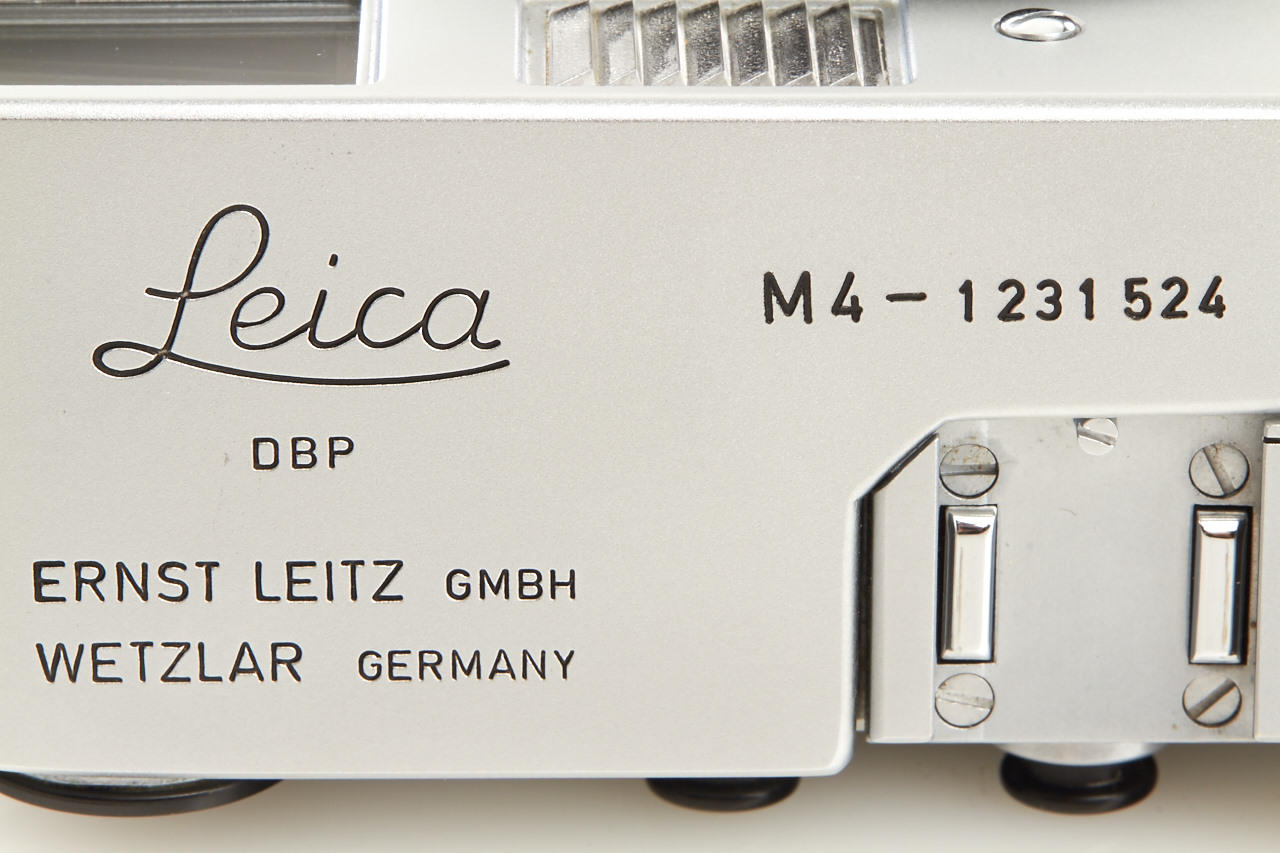 Leica
M4-1231524
DBP
ERNST LEITZ GMBH
WETZLAR GERMANY